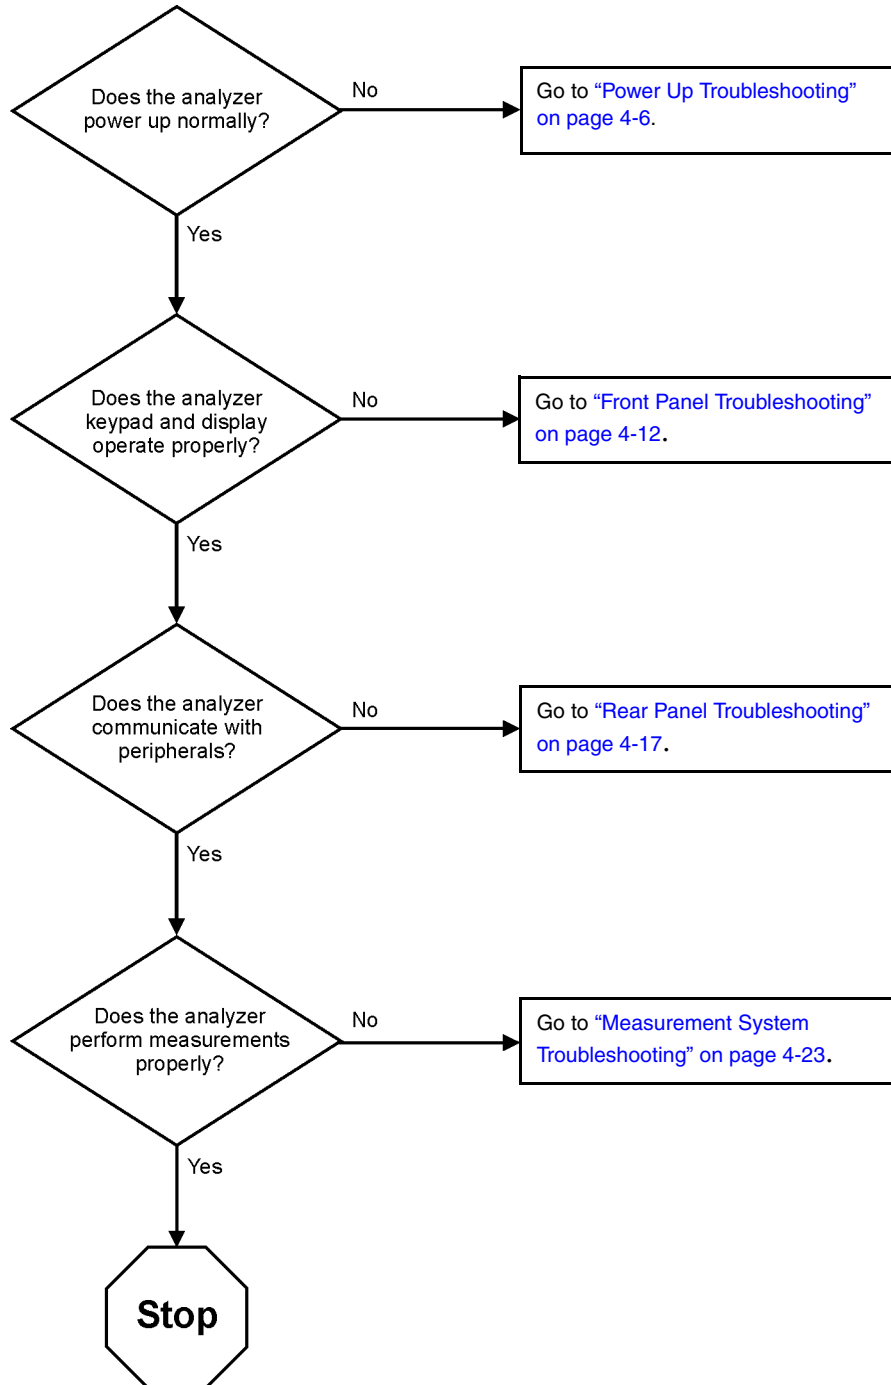 Does the analyzer
power up normally?
No
Go to “Power Up Troubleshooting”
on page 4-6.
Yes
Does the analyzer
keypad and display
operate properly?
No
Go to “Front Panel Troubleshooting”
on page 4-12.
Yes
Does the analyzer
communicate with
peripherals?
No
Go to “Rear Panel Troubleshooting”
on page 4-17.
Yes
Does the analyzer
perform measurements
properly?
No
Go to “Measurement System
Troubleshooting” on page 4-23.
Yes
Stop